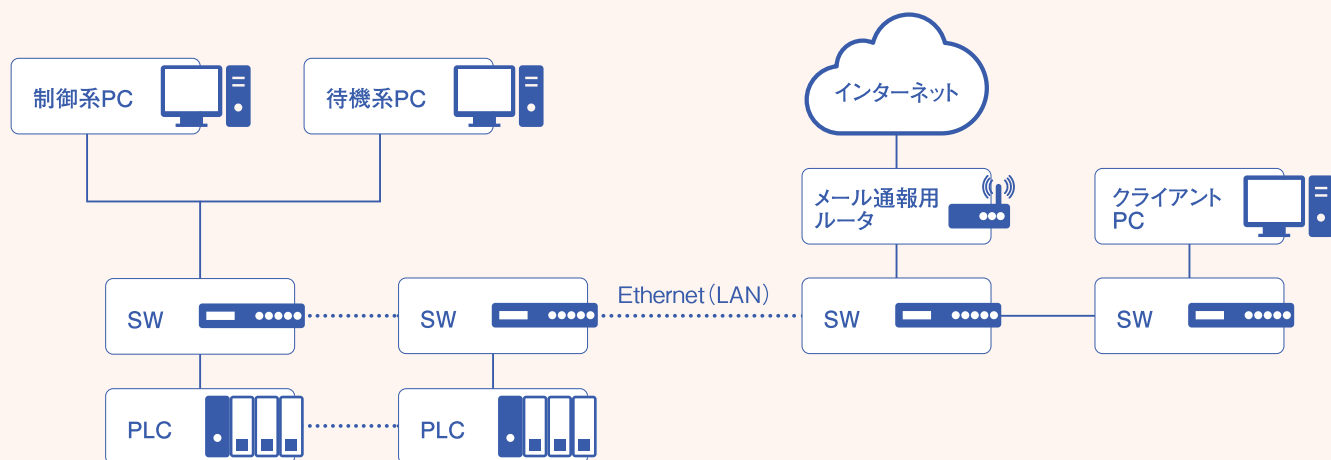 制御系PC
待機系PC
インターネット
メール通報用
ルータ
クライアント
PC
SW
SW
Ethernet(LAN)
SW
SW
PLC
PLC